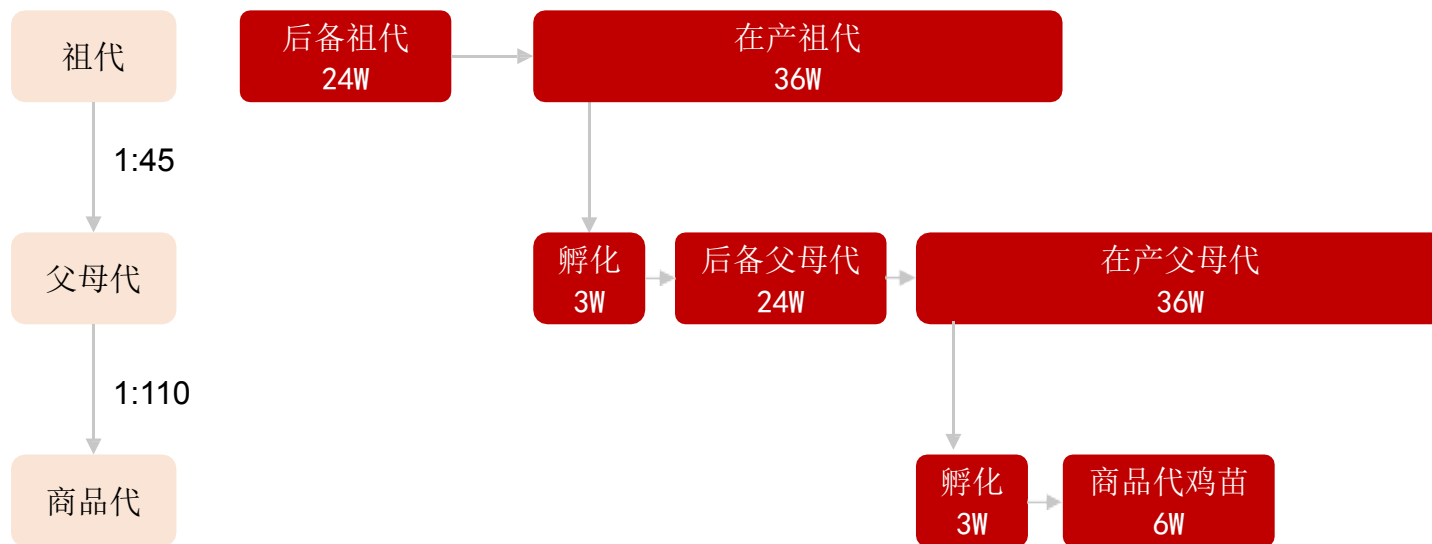 祖代
后备祖代
24W
在产祖代
36W
1:45
父母代
孵化
3W
后备父母代
24W
在产父母代
36W
1:110
商品代
孵化
3W
商品代鸡苗
6W